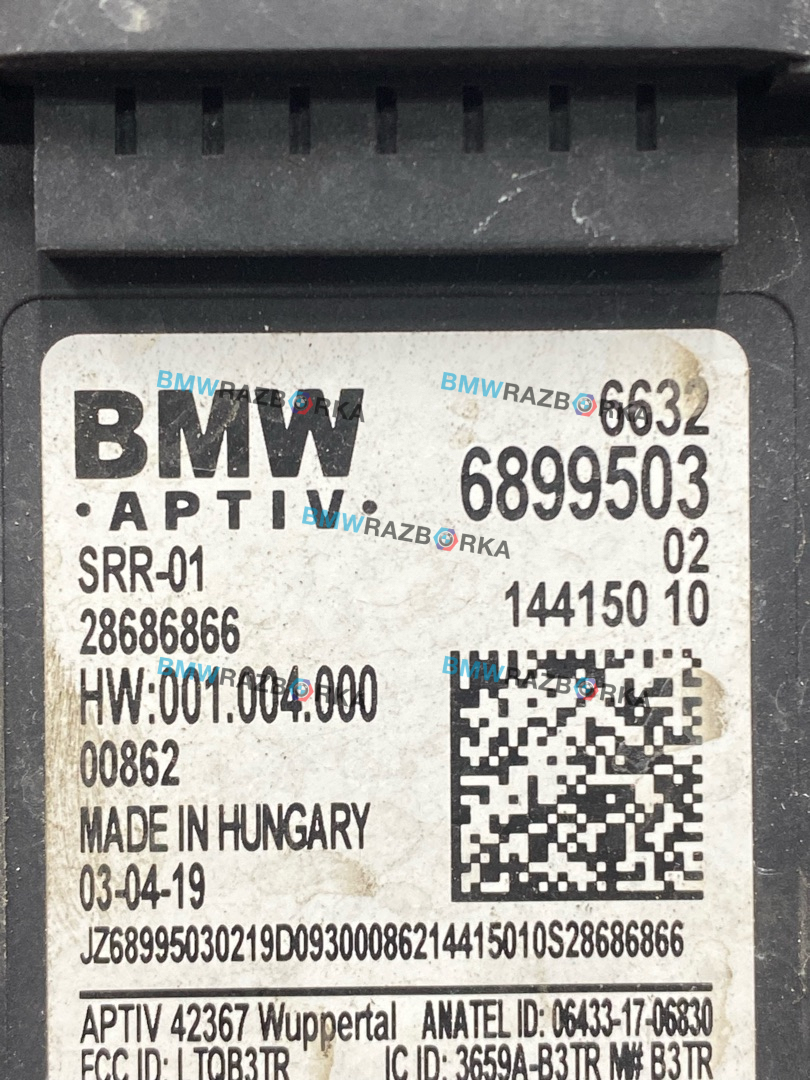 BMW
6632
• APTIV •
6899503
SRR-01
02
28686866
144150 10
HW:001.004.000
00862
MADE IN HUNGARY
03-04-19
JZ68995030219D09300086214415010S28686866
APTIV 42367 Wuppertal ANATEL ID: 06433-17-06830
FCC ID: LTQB3TR IC ID: 3659A-B3TR M# B3TR
BMWRAZBORKA
BMWRAZBORKA
BMWRAZBORKA
BMWRAZBORKA
BMWRAZBORKA